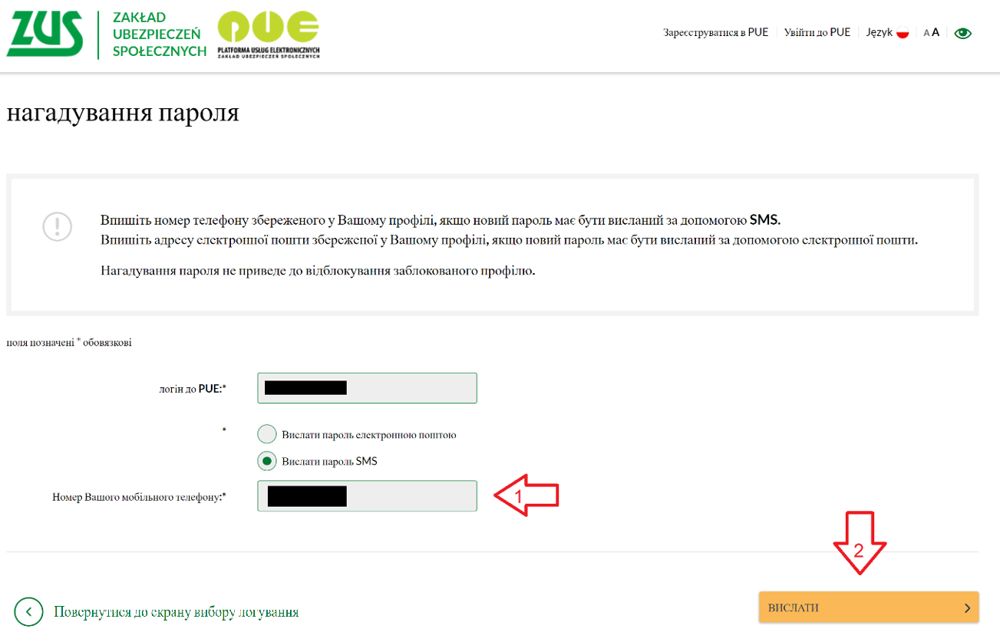 ZUS
ZAKŁAD
UBEZPIECZEŃ
SPOŁECZNYCH
PUE
PLATFORMA USŁUG ELEKTRONICZNYCH
ZAKŁAD UBEZPIECZEŃ SPOŁECZNYCH
Зареєструватися в PUE
Увійти до PUE
Język
A A
нагадування пароля
Впишіть номер телефону збереженого у Вашому профілі, якщо новий пароль має бути висланий за допомогою SMS.
Впишіть адресу електронної пошти збереженої у Вашому профілі, якщо новий пароль має бути висланий за допомогою електронної пошти.
Нагадування пароля не приведе до відблокування заблокованого профілю.
поля позначені * обовязкові
логін до PUE:*
*
Вислати пароль електронною поштою
Вислати пароль SMS
Номер Вашого мобільного телефону:*
1
2
Повернутися до екрану вибору логування
ВИСЛАТИ